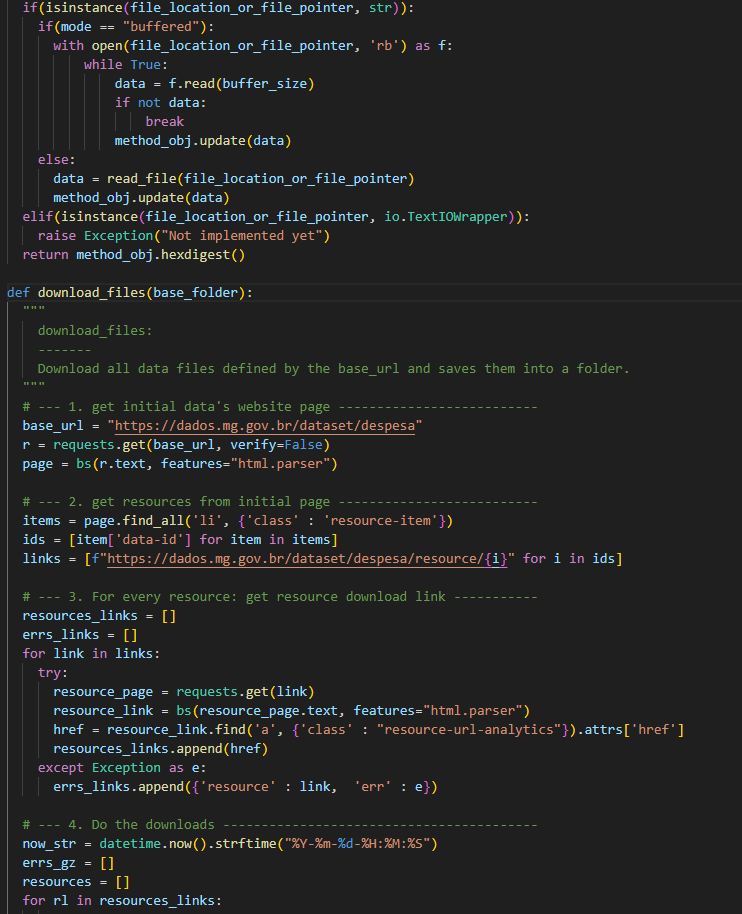 if(isinstance(file_location_or_file_pointer, str)):
if(mode == "buffered"):
with open(file_location_or_file_pointer, 'rb') as f:
while True:
data = f.read(buffer_size)
if not data:
break
method_obj.update(data)
else:
data = read_file(file_location_or_file_pointer)
method_obj.update(data)
elif(isinstance(file_location_or_file_pointer, io.TextIOWrapper)):
raise Exception("Not implemented yet")
return method_obj.hexdigest()
def download_files(base_folder):
"""
download_files:
-------
Download all data files defined by the base_url and saves them into a folder.
"""
# --- 1. get initial data's website page --------------------------
base_url = "https://dados.mg.gov.br/dataset/despesa"
r = requests.get(base_url, verify=False)
page = bs(r.text, features="html.parser")
# --- 2. get resources from initial page --------------------------
items = page.find_all('li', {'class' : 'resource-item'})
ids = [item['data-id'] for item in items]
links = [f"https://dados.mg.gov.br/dataset/despesa/resource/{i}" for i in ids]
# --- 3. For every resource: get resource download link -----------
resources_links = []
errs_links = []
for link in links:
try:
resource_page = requests.get(link)
resource_link = bs(resource_page.text, features="html.parser")
href = resource_link.find('a', {'class' : "resource-url-analytics"}).attrs['href']
resources_links.append(href)
except Exception as e:
errs_links.append({'resource' : link,  'err' : e})
# --- 4. Do the downloads -----------------------------------------
now_str = datetime.now().strftime("%Y-%m-%d-%H:%M:%S")
errs_gz = []
resources = []
for rl in resources_links: